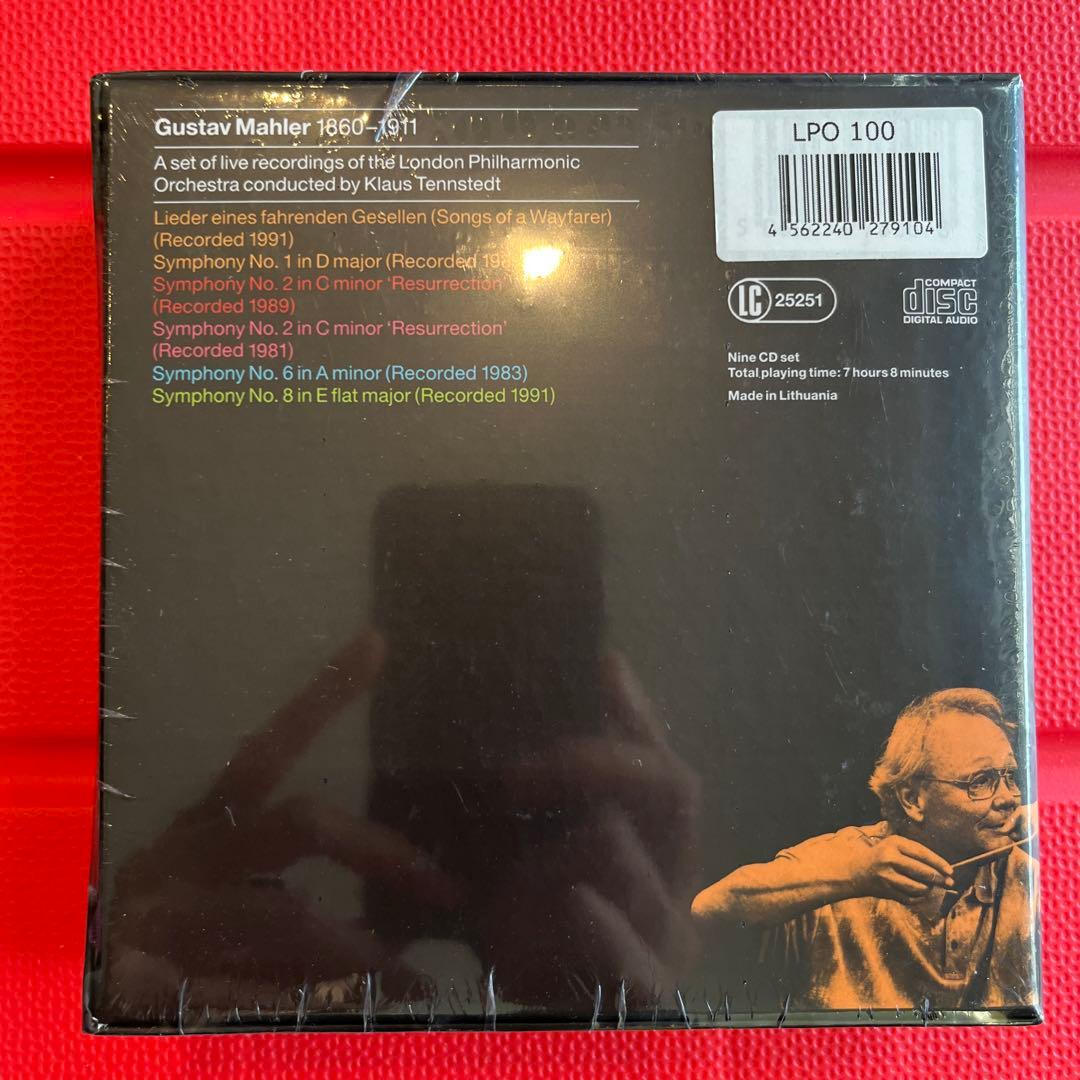 Gustav Mahler 1860–1911
A set of live recordings of the London Philharmonic
Orchestra conducted by Klaus Tennstedt
Lieder eines fahrenden Gesellen (Songs of a Wayfarer)
(Recorded 1991)
Symphony No. 1 in D major (Recorded
Symphony No. 2 in C minor ‘Resurrection’
(Recorded 1989)
Symphony No. 2 in C minor ‘Resurrection’
(Recorded 1981)
Symphony No. 6 in A minor (Recorded 1983)
Symphony No. 8 in E flat major (Recorded 1991)
LPO 100
4 562240 279104
LC 25251
COMPACT
disc
DIGITAL AUDIO
Nine CD set
Total playing time: 7 hours 8 minutes
Made in Lithuania